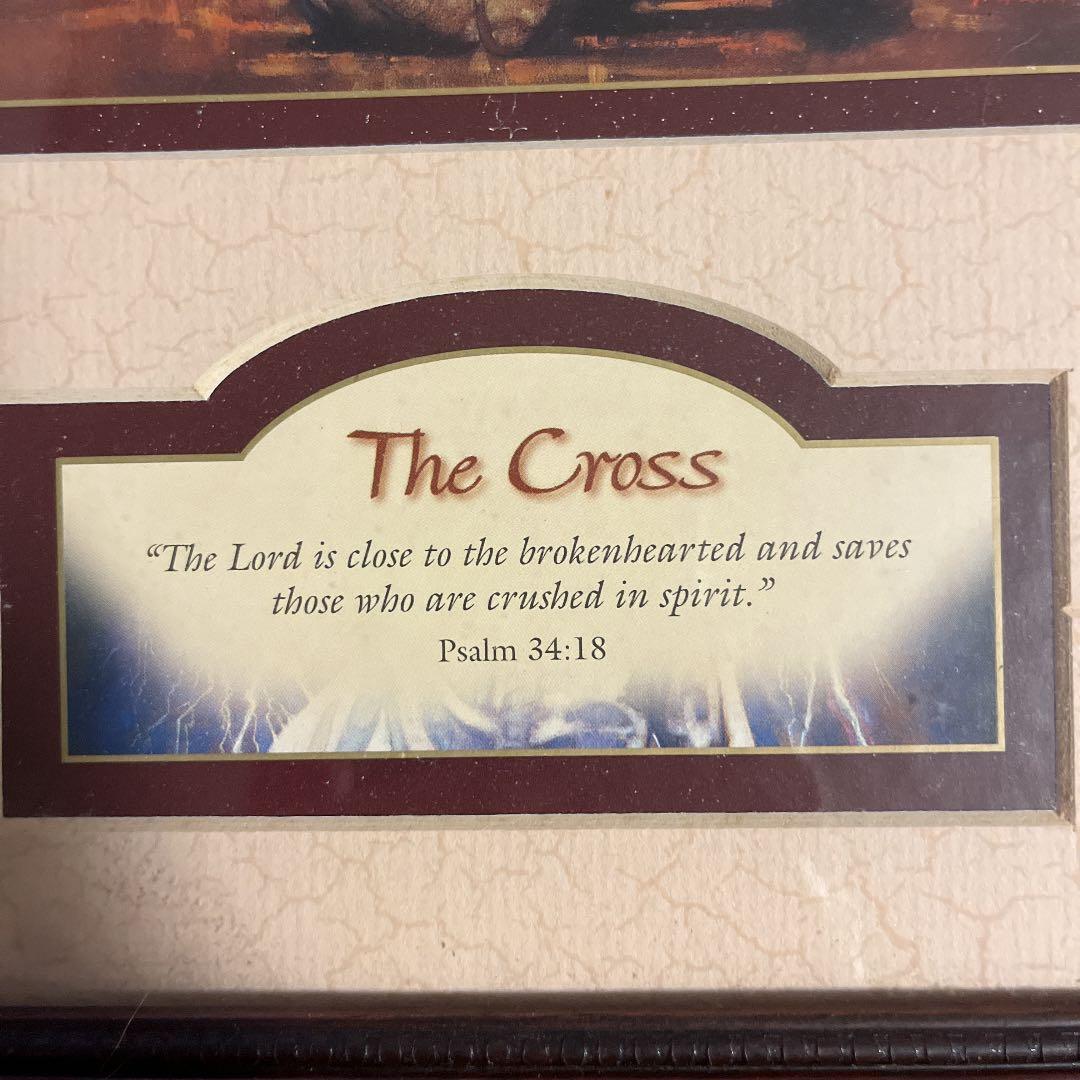 The Cross
“The Lord is close to the brokenhearted and saves
those who are crushed in spirit.”
Psalm 34:18